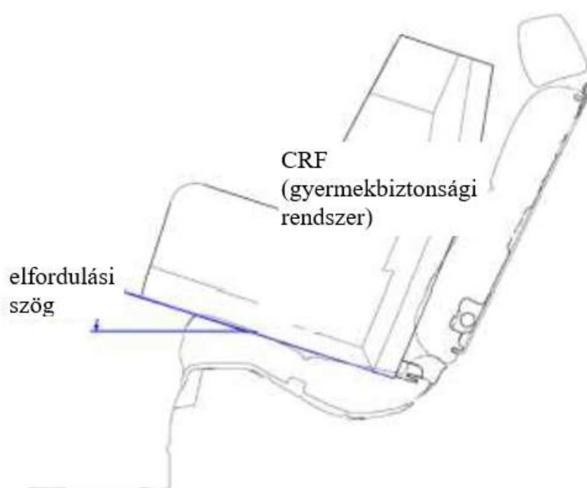 CRF
(gyermekbiztonsági
rendszer)
elfordulási
szög